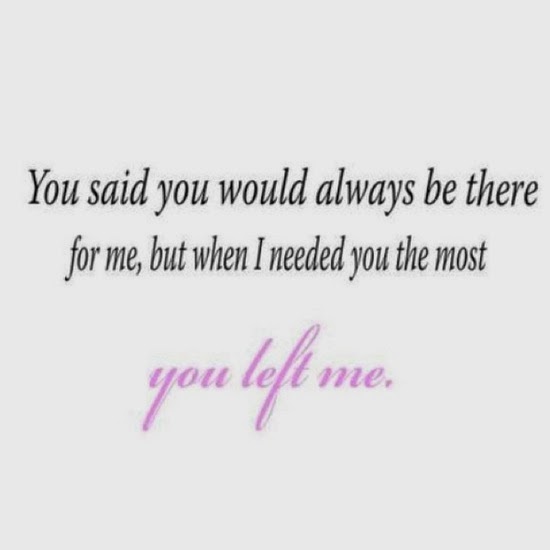 You said you would always be there
for me, but when I needed you the most
you left me.